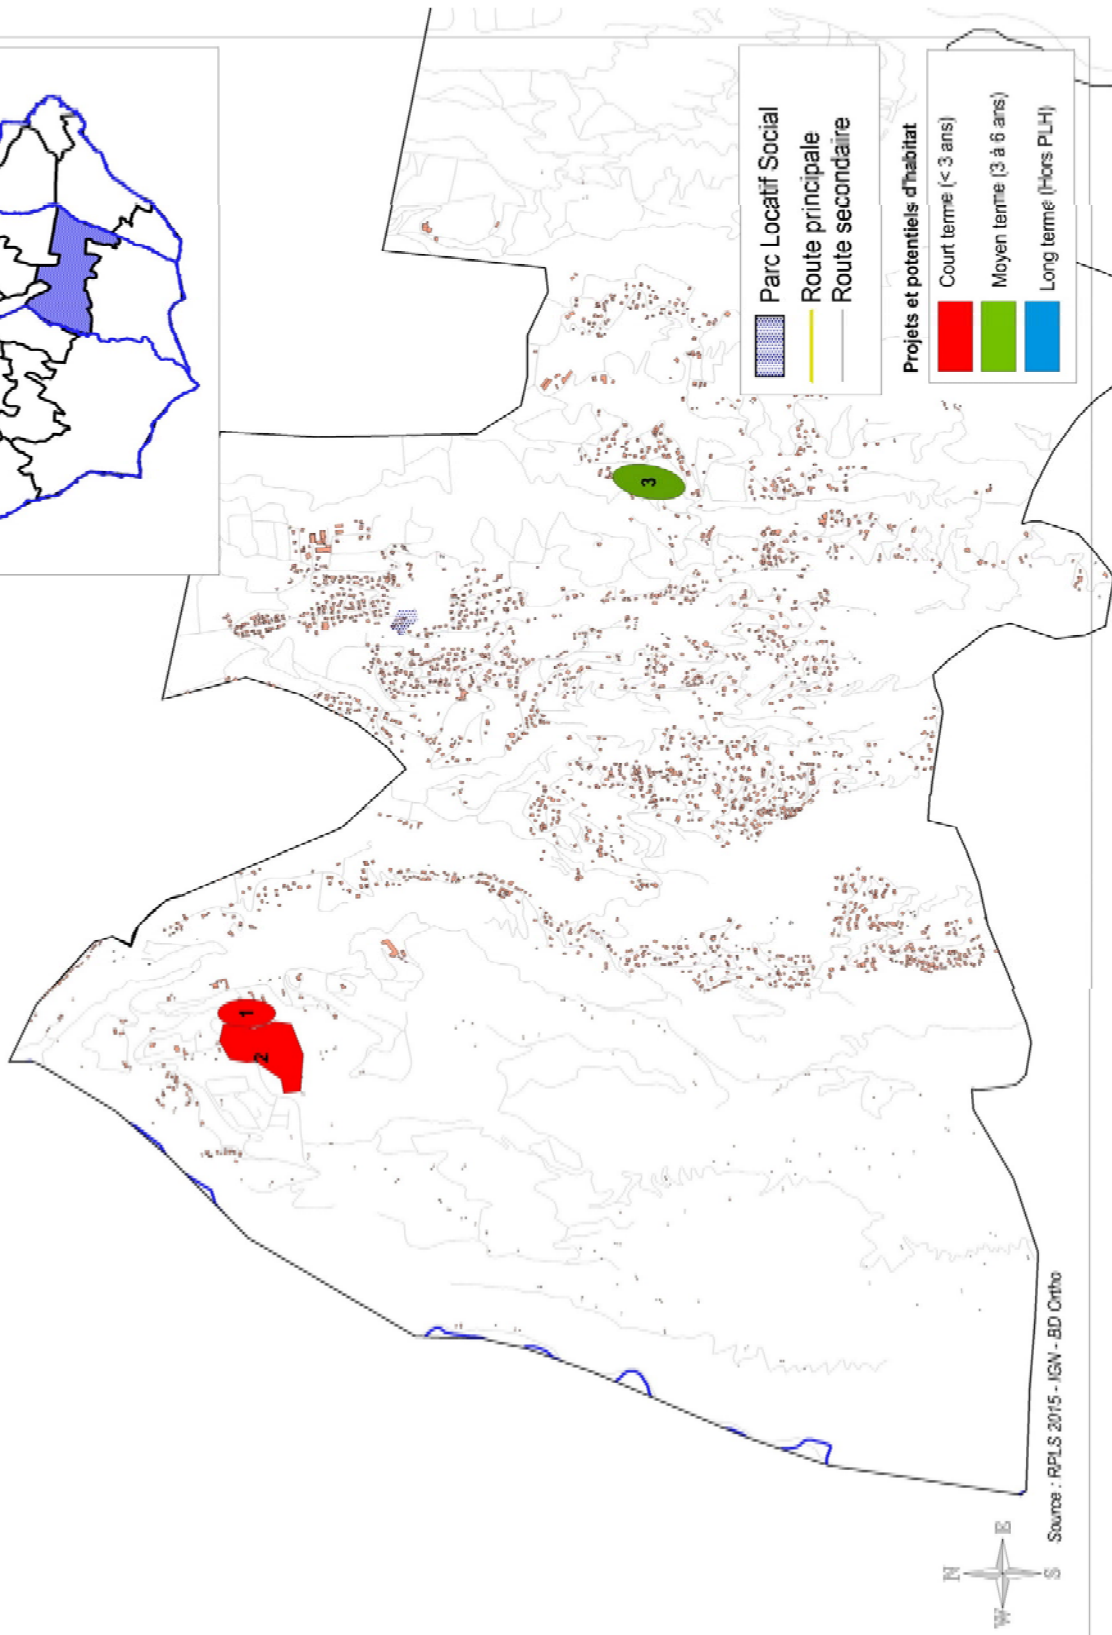 Parc Locatif Social
Route principale
Route secondaire
Projets et potentiels d'habitat
Court terme (< 3 ans)
Moyen terme (3 à 6 ans)
Long terme (Hors PLH)
1
2
3
N
W
E
S
Source : RPLS 2015 - IGN - BD Ortho